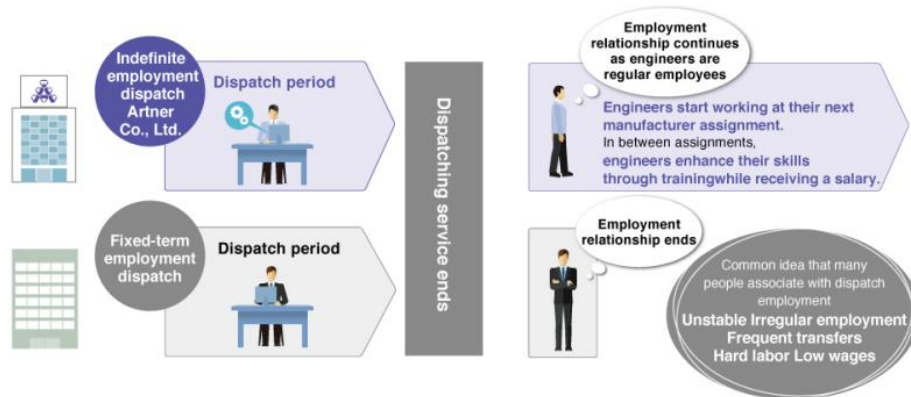 Indefinite
employment
dispatch
Artner
Co., Ltd.
Dispatch period
Dispatching service ends
Employment
relationship continues
as engineers are
regular employees
Engineers start working at their next
manufacturer assignment.
In between assignments,
engineers enhance their skills
through trainingwhile receiving a salary.
Fixed-term
employment
dispatch
Dispatch period
Employment
relationship ends
Common idea that many
people associate with dispatch
employment
Unstable Irregular employment
Frequent transfers
Hard labor Low wages